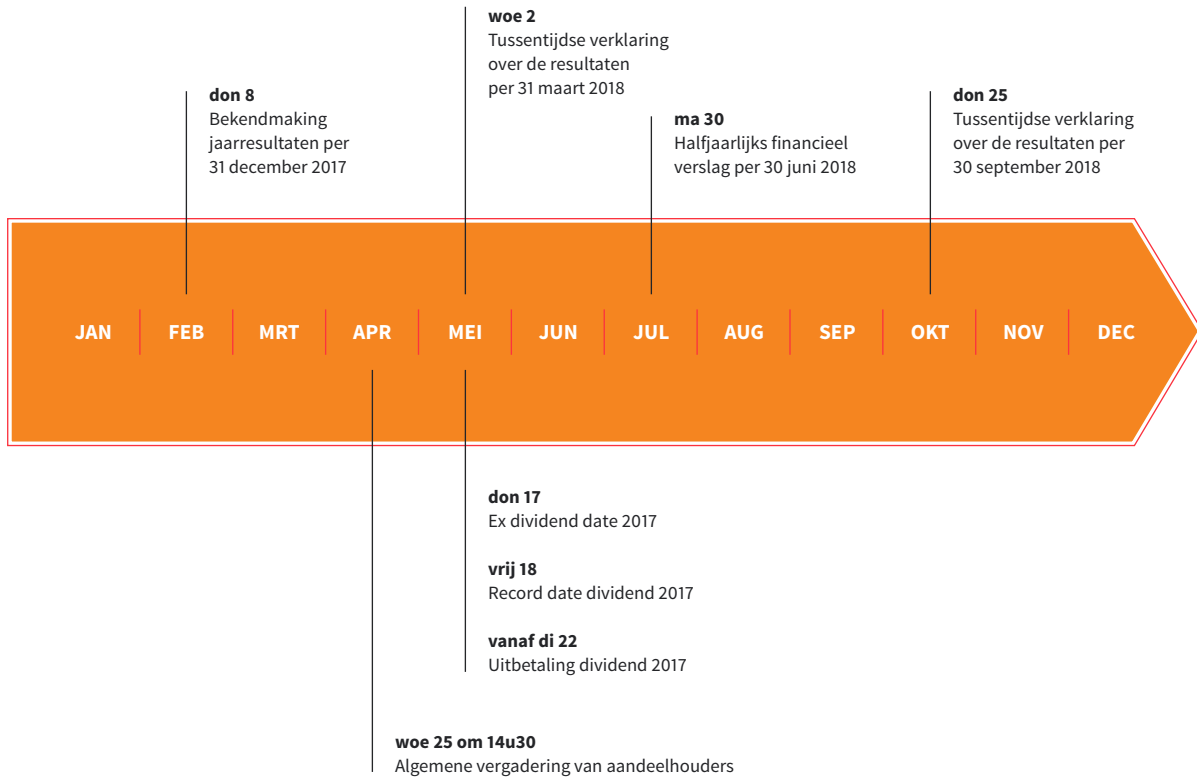 woe 2
Tussentijdse verklaring
over de resultaten
per 31 maart 2018
don 8
Bekendmaking
jaarresultaten per
31 december 2017
ma 30
Halfjaarlijks financieel
verslag per 30 juni 2018
don 25
Tussentijdse verklaring
over de resultaten per
30 september 2018
JAN FEB MRT APR MEI JUN JUL AUG SEP OKT NOV DEC
don 17
Ex dividend date 2017
vrij 18
Record date dividend 2017
vanaf di 22
Uitbetaling dividend 2017
woe 25 om 14u30
Algemene vergadering van aandeelhouders